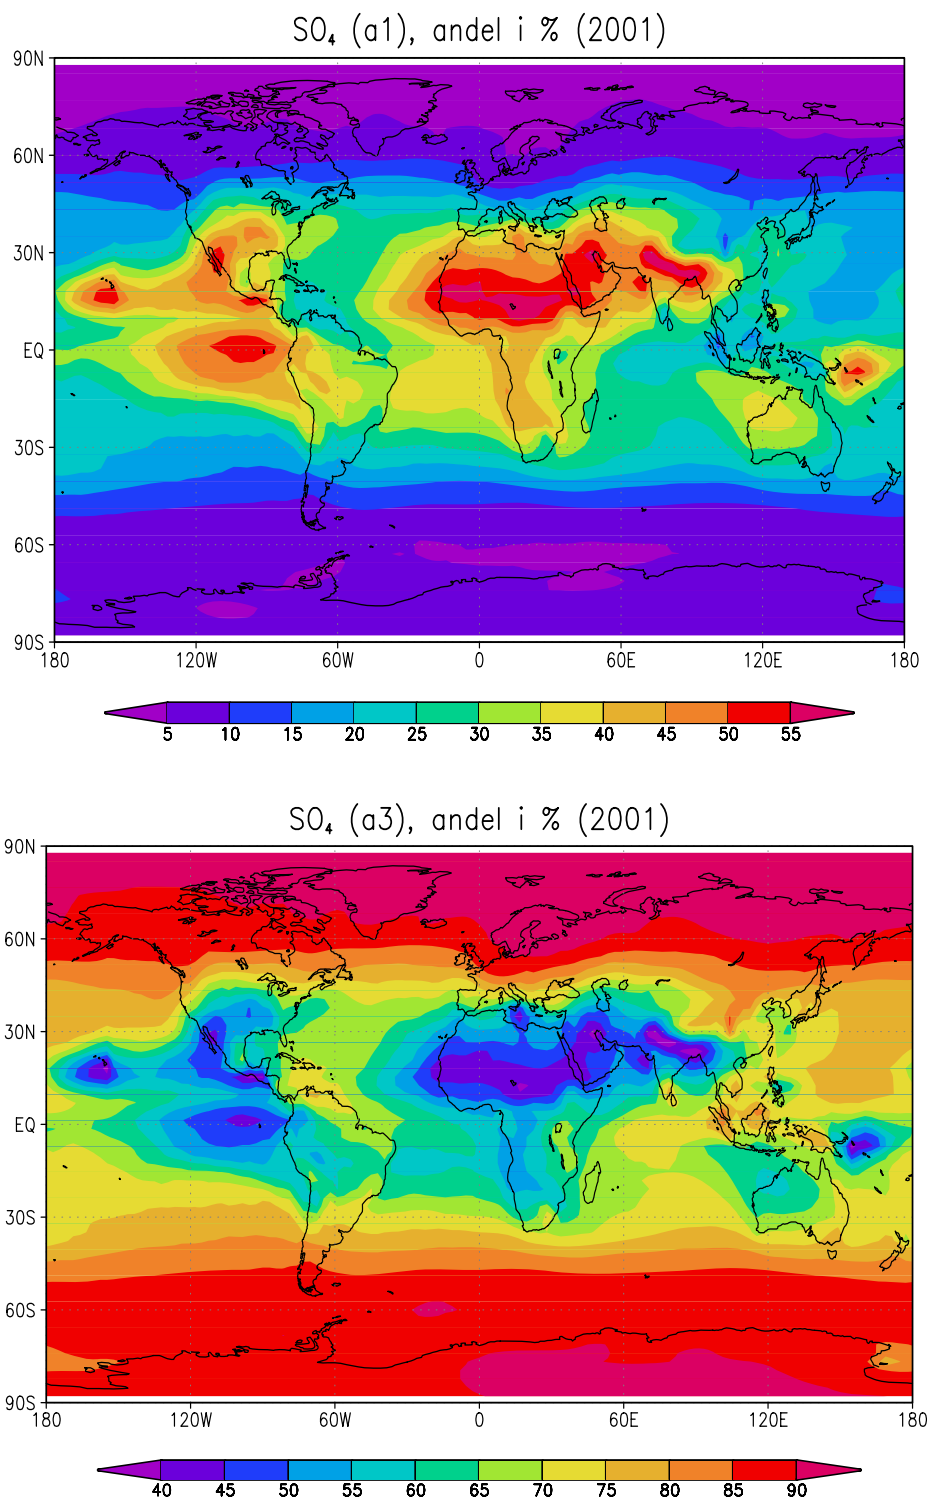 SO₄ (a1), andel i % (2001)
90N
60N
30N
EQ
30S
60S
90S
180 120W 60W 0 60E 120E 180
5 10 15 20 25 30 35 40 45 50 55
SO₄ (a3), andel i % (2001)
90N
60N
30N
EQ
30S
60S
90S
180 120W 60W 0 60E 120E 180
40 45 50 55 60 65 70 75 80 85 90